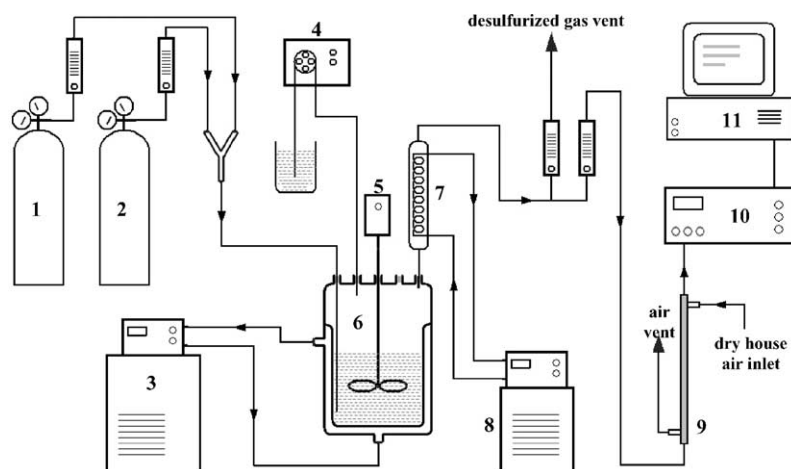 desulfurized gas vent
4
11
1
2
5
7
10
6
air
vent
dry house
air inlet
3
8
9